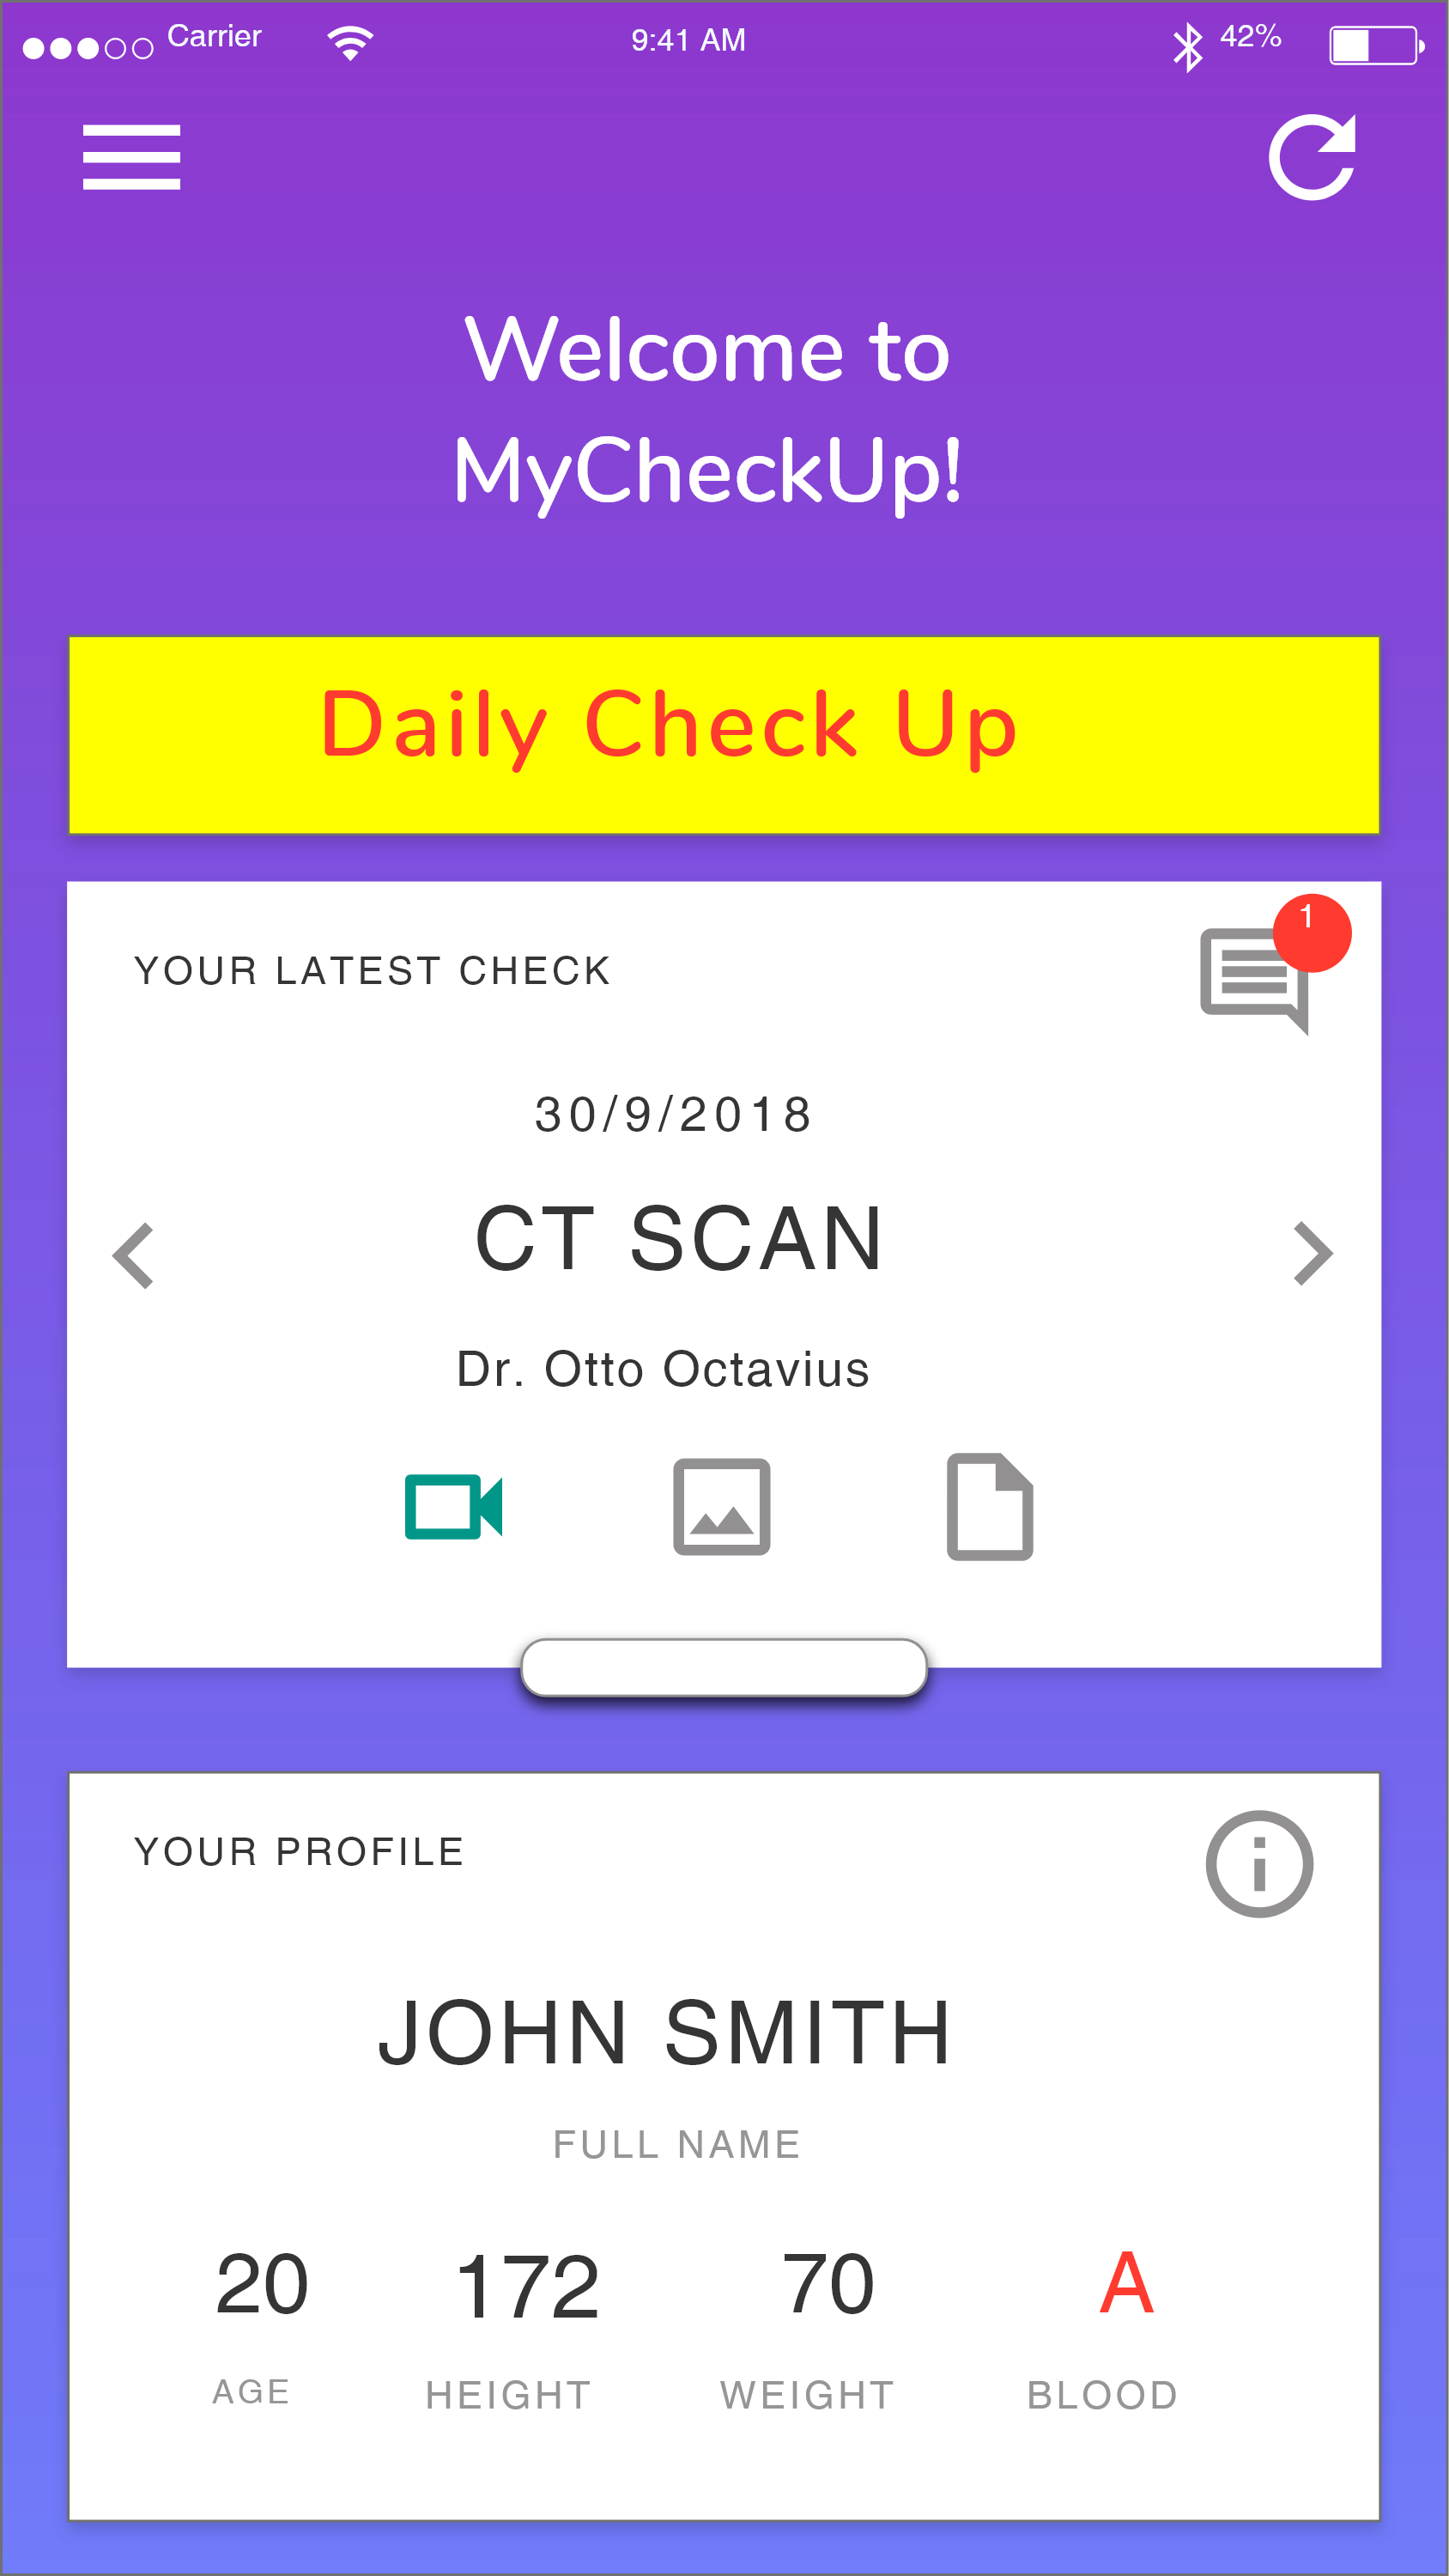 Carrier 9:41 AM 42%
Welcome to
MyCheckUp!
Daily Check Up
1
YOUR LATEST CHECK
30/9/2018
CT SCAN
Dr. Otto Octavius
YOUR PROFILE
JOHN SMITH
FULL NAME
20 172 70 A
AGE HEIGHT WEIGHT BLOOD